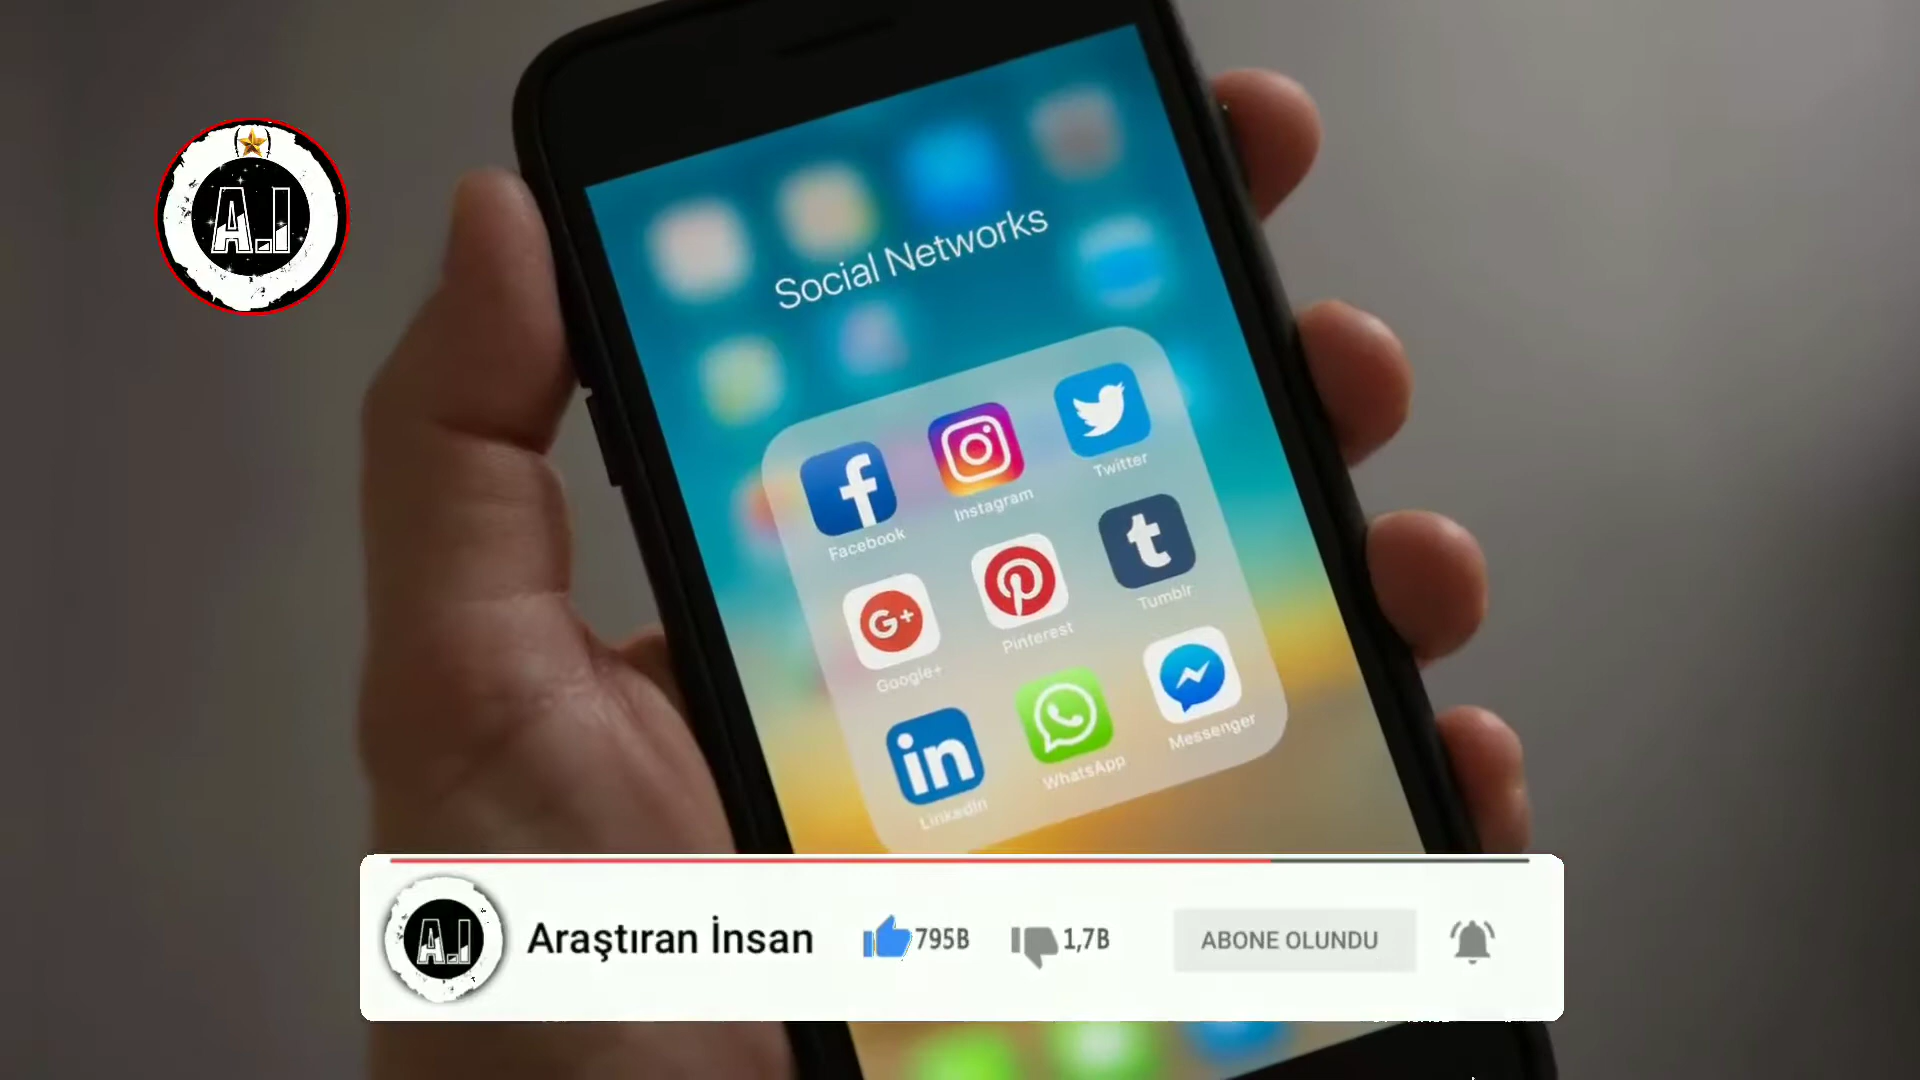 A.I
Social Networks
Facebook
Instagram
Twitter
Google+
Pinterest
Tumblr
LinkedIn
WhatsApp
Messenger
A.I
Araştıran İnsan
795B
1,7B
ABONE OLUNDU